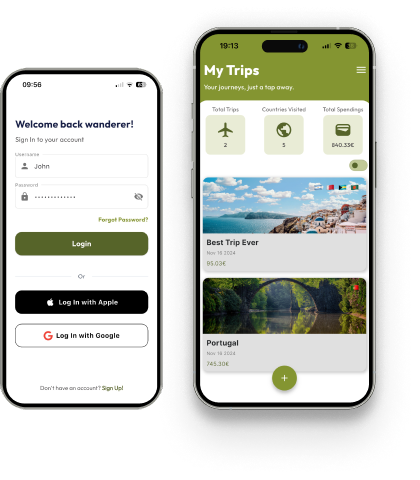 09:56
Welcome back wanderer!
Sign In to your account
Username
John
Password
Forgot Password?
Login
Or
Log In with Apple
Log In with Google
Don't have an account? Sign Up!
19:13
My Trips
Your journeys, just a tap away.
Total Trips
Countries Visited
Total Spendings
2
5
840.33€
Best Trip Ever
Nov 16 2024
95.03€
Portugal
Nov 16 2024
745.30€